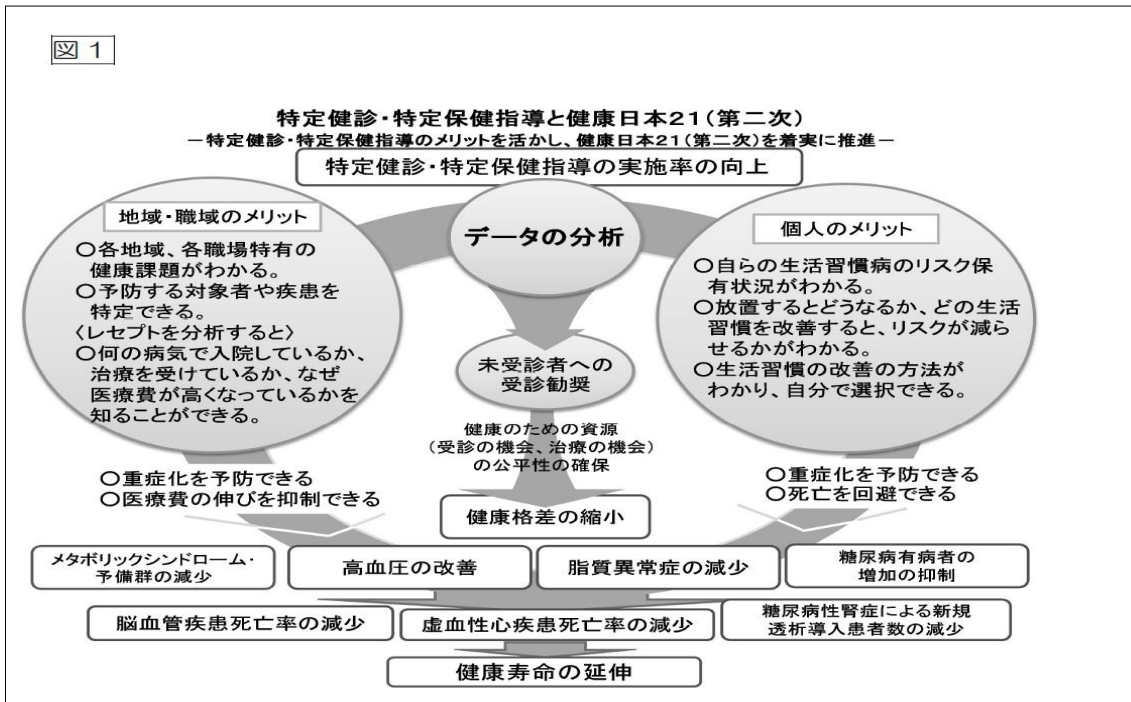 図 1
特定健診・特定保健指導と健康日本21(第二次)
－特定健診・特定保健指導のメリットを活かし、健康日本21(第二次)を着実に推進－
特定健診・特定保健指導の実施率の向上
地域・職域のメリット
○各地域、各職場特有の
健康課題がわかる。
○予防する対象者や疾患を
特定できる。
〈レセプトを分析すると〉
○何の病気で入院しているか、
治療を受けているか、なぜ
医療費が高くなっているかを
知ることができる。
データの分析
個人のメリット
○自らの生活習慣病のリスク保
有状況がわかる。
○放置するとどうなるか、どの生活
習慣を改善すると、リスクが減ら
せるかがわかる。
○生活習慣の改善の方法が
わかり、自分で選択できる。
未受診者への
受診勧奨
健康のための資源
(受診の機会、治療の機会)
の公平性の確保
○重症化を予防できる
○医療費の伸びを抑制できる
○重症化を予防できる
○死亡を回避できる
健康格差の縮小
メタボリックシンドローム・
予備群の減少
高血圧の改善
脂質異常症の減少
糖尿病有病者の
増加の抑制
脳血管疾患死亡率の減少
虚血性心疾患死亡率の減少
糖尿病性腎症による新規
透析導入患者数の減少
健康寿命の延伸